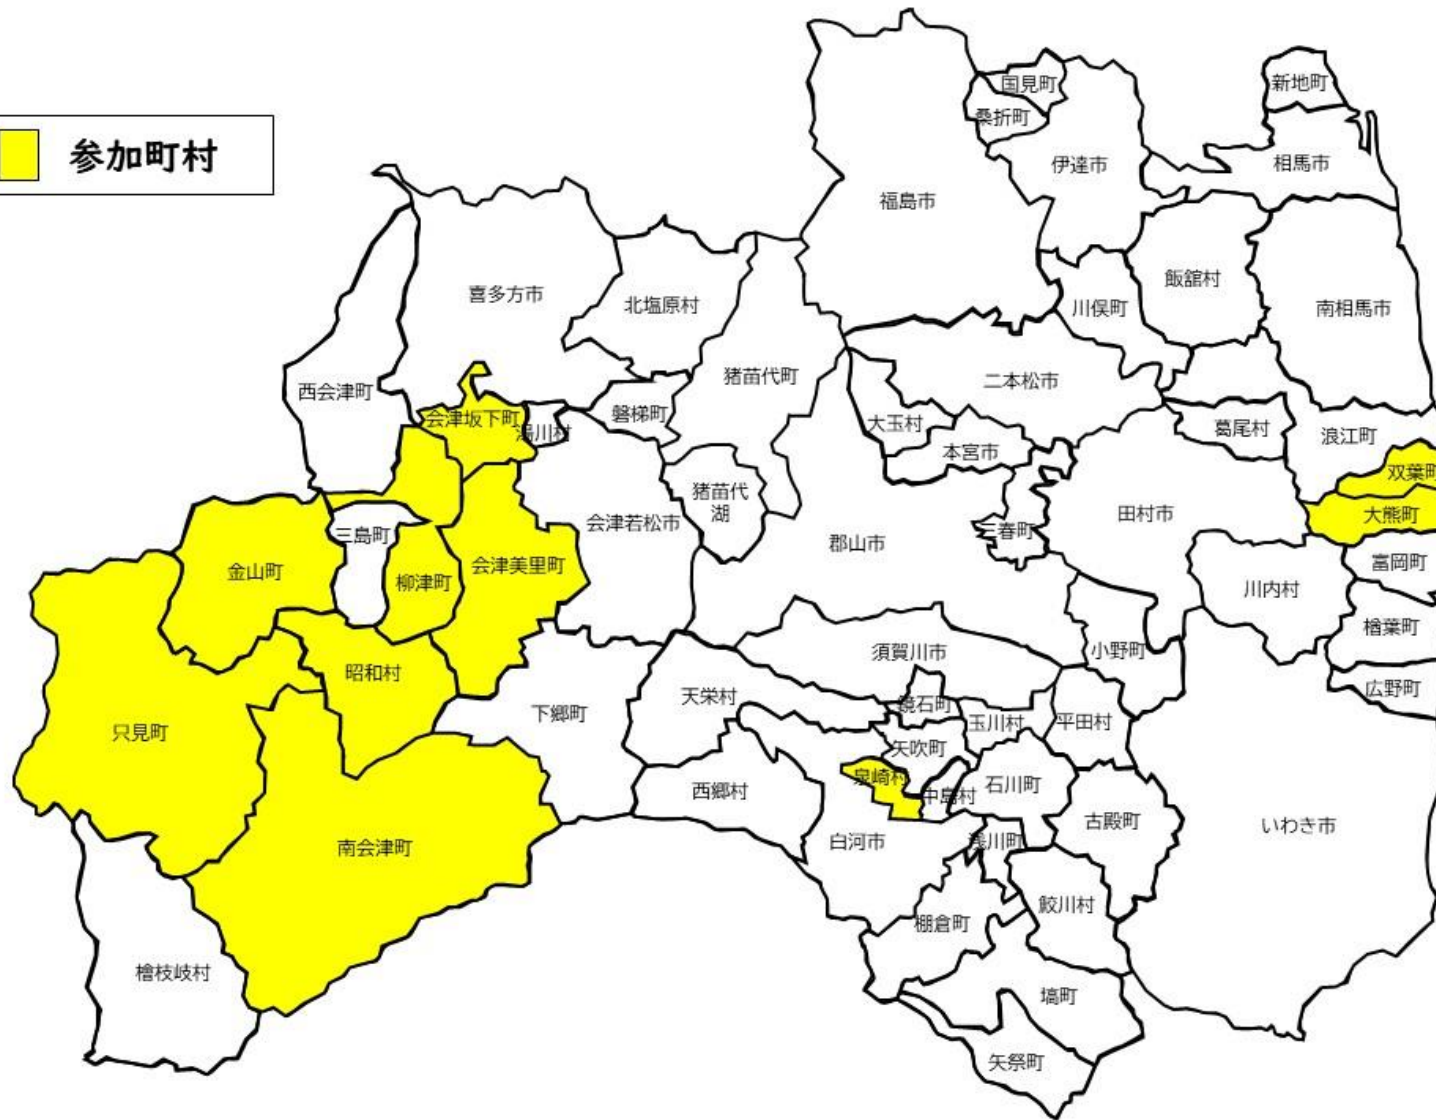 参加町村
国見町
新地町
桑折町
伊達市
相馬市
福島市
喜多方市
北塩原村
川俣町
飯舘村
南相馬市
西会津町
猪苗代町
二本松市
会津坂下町
湯川村
磐梯町
大玉村
本宮市
葛尾村
浪江町
双葉町
猪苗代
湖
三島町
会津若松市
郡山市
三春町
田村市
大熊町
金山町
柳津町
会津美里町
川内村
富岡町
楢葉町
昭和村
須賀川市
小野町
広野町
只見町
下郷町
天栄村
鏡石町
玉川村
平田村
矢吹町
西郷村
泉崎村
中島村
石川町
南会津町
白河市
浅川町
古殿町
いわき市
棚倉町
鮫川村
檜枝岐村
塙町
矢祭町